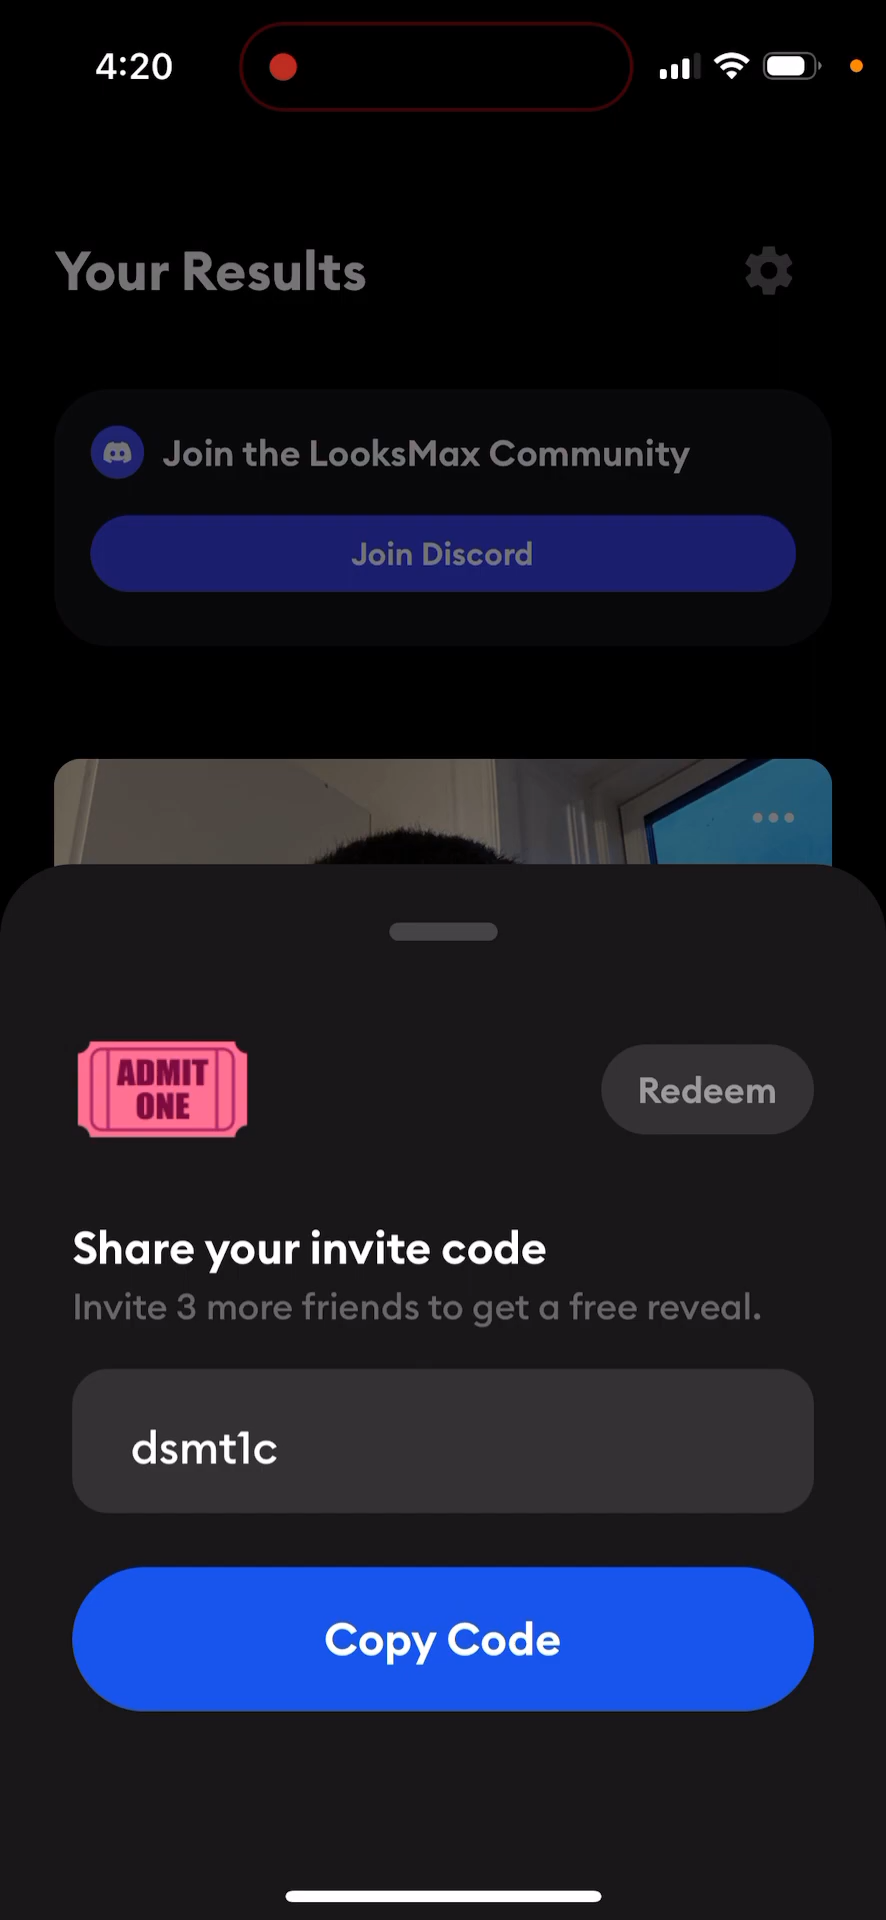 4:20
Your Results
Join the LooksMax Community
Join Discord
ADMIT
ONE
Redeem
Share your invite code
Invite 3 more friends to get a free reveal.
dsmt1c
Copy Code